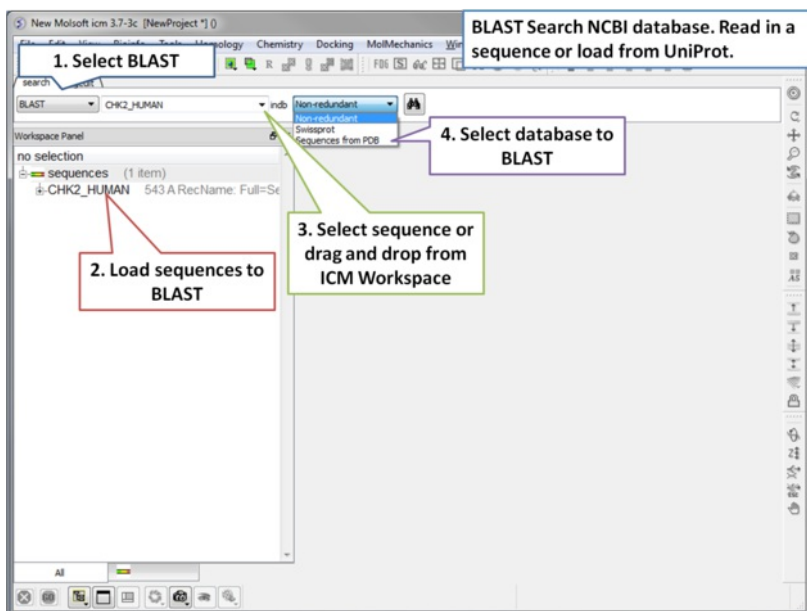 New Molsoft icm 3.7-3c [NewProject *] ()
BLAST Search NCBI database. Read in a
sequence or load from UniProt.
Homology Chemistry Docking MolMechanics
1. Select BLAST
search
BLAST CHK2_HUMAN in db Non-redundant
Non-redundant
Swissprot
Sequences from PDB
4. Select database to
BLAST
Workspace Panel
no selection
sequences (1 item)
CHK2_HUMAN 543 A RecName: Full=Se
3. Select sequence or
drag and drop from
ICM Workspace
2. Load sequences to
BLAST
All